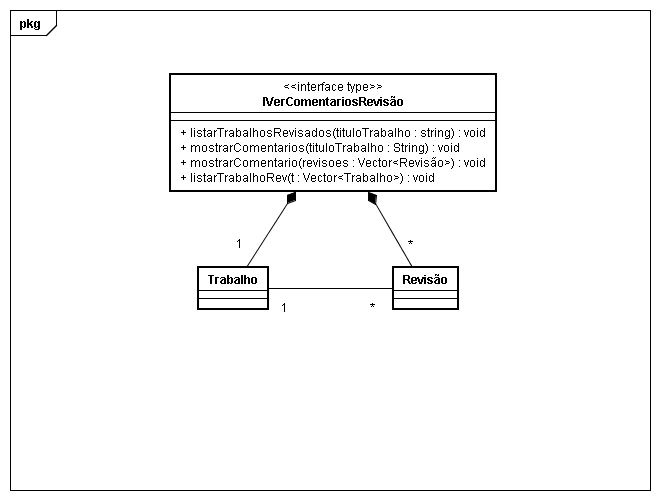 pkg
<<interface type>>
IVerComentariosRevisão
+ listarTrabalhosRevisados(tituloTrabalho : string) : void
+ mostrarComentarios(tituloTrabalho : String) : void
+ mostrarComentario(revisoes : Vector<Revisão>) : void
+ listarTrabalhoRev(t : Vector<Trabalho>) : void
1
*
Trabalho
Revisão
1
*